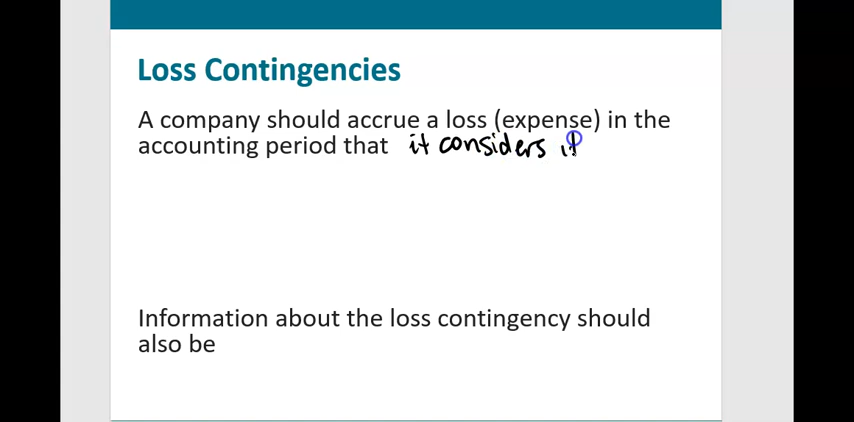 Loss Contingencies
A company should accrue a loss (expense) in the
accounting period that it considers it
Information about the loss contingency should
also be